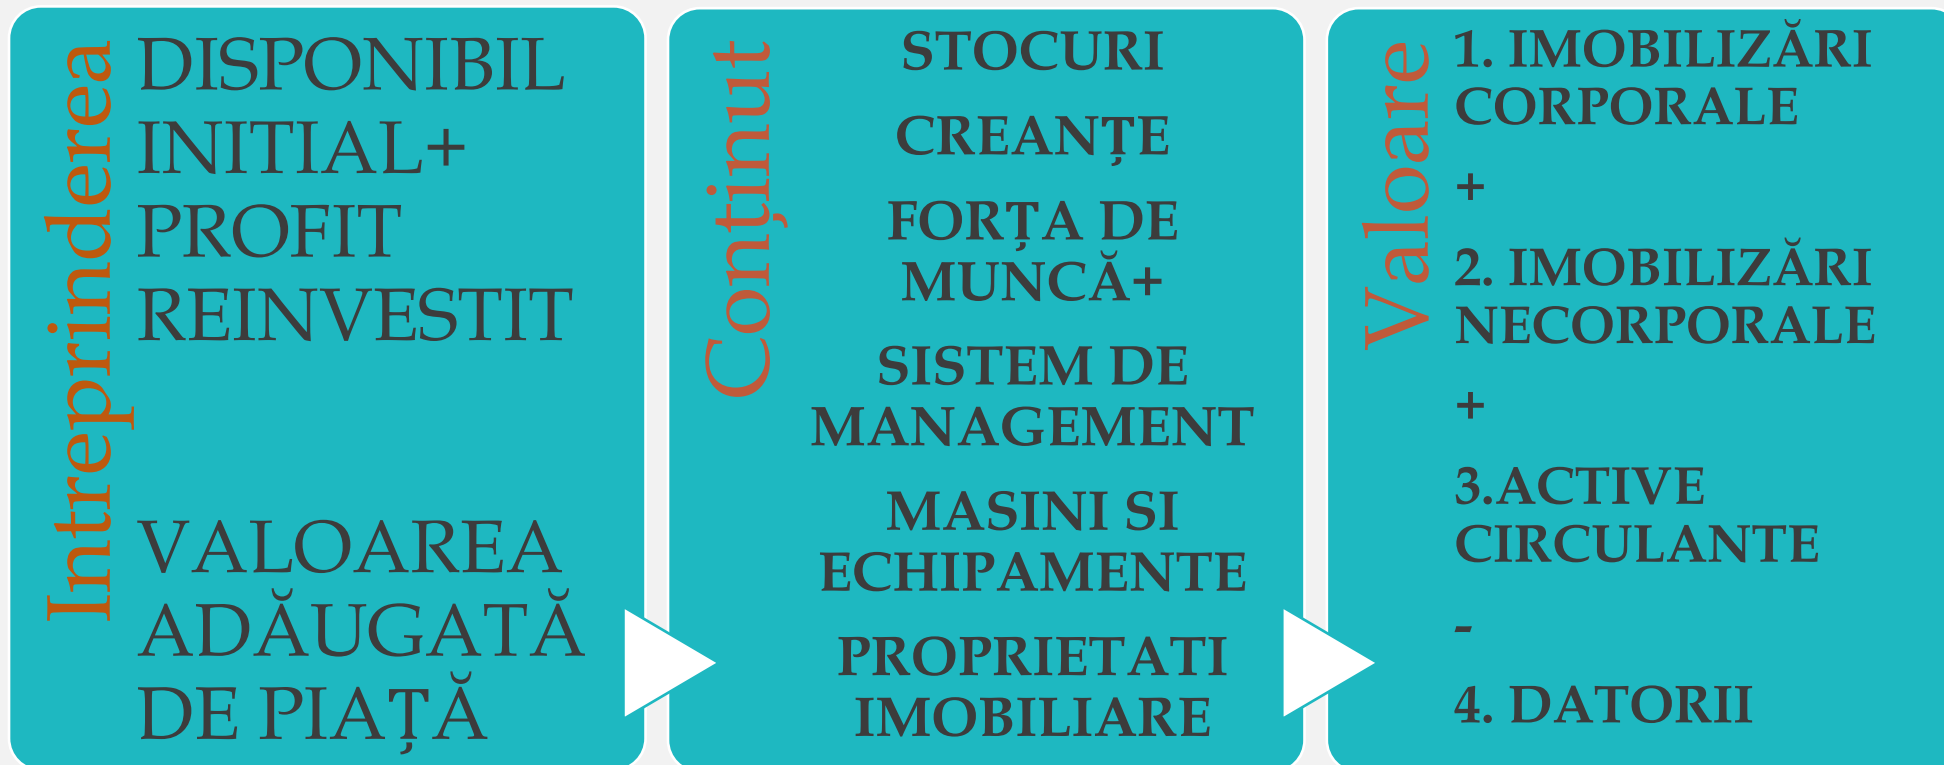 Intreprinderea
DISPONIBIL
INITIAL+
PROFIT
REINVESTIT
VALOAREA
ADĂUGATĂ
DE PIAȚĂ
Conținut
STOCURI
CREANȚE
FORȚA DE
MUNCĂ+
SISTEM DE
MANAGEMENT
MASINI SI
ECHIPAMENTE
PROPRIETATI
IMOBILIARE
Valoare
1. IMOBILIZĂRI
CORPORALE
+
2. IMOBILIZĂRI
NECORPORALE
+
3.ACTIVE
CIRCULANTE
-
4. DATORII